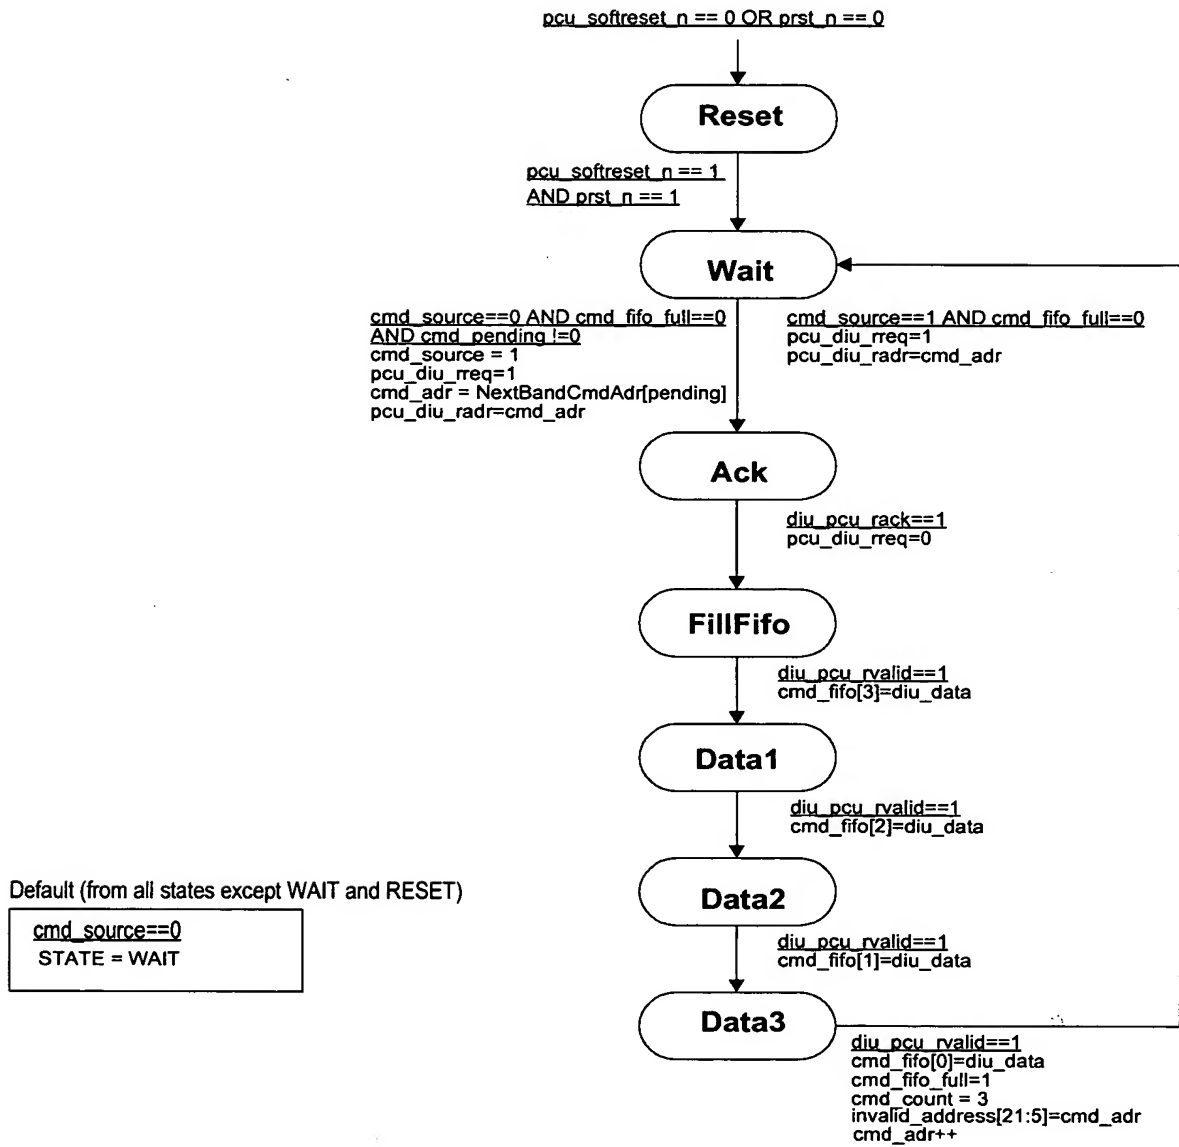 pcu_softreset_n == 0 OR prst_n == 0
Reset
pcu_softreset_n == 1
AND prst_n == 1
Wait
cmd_source==0 AND cmd_fifo_full==0
AND cmd_pending !=0
cmd_source = 1
pcu_diu_rreq=1
cmd_adr = NextBandCmdAdr[pending]
pcu_diu_radr=cmd_adr
cmd_source==1 AND cmd_fifo_full==0
pcu_diu_rreq=1
pcu_diu_radr=cmd_adr
Ack
diu_pcu_rack==1
pcu_diu_rreq=0
FillFifo
diu_pcu_rvalid==1
cmd_fifo[3]=diu_data
Data1
diu_pcu_rvalid==1
cmd_fifo[2]=diu_data
Data2
diu_pcu_rvalid==1
cmd_fifo[1]=diu_data
Data3
diu_pcu_rvalid==1
cmd_fifo[0]=diu_data
cmd_fifo_full=1
cmd_count = 3
invalid_address[21:5]=cmd_adr
cmd_adr++
Default (from all states except WAIT and RESET)
cmd_source==0
STATE = WAIT